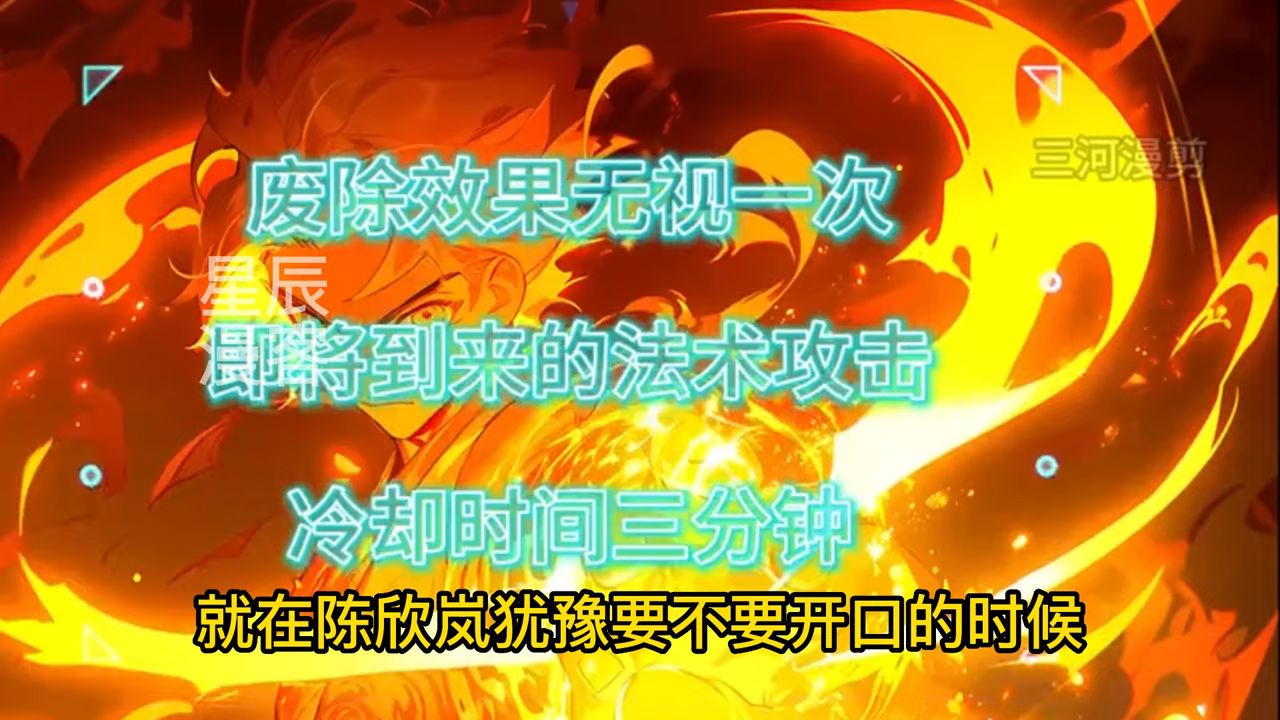 三河漫剪
废除效果无视一次
星辰
即将到来的法术攻击
冷却时间三分钟
就在陈欣岚犹豫要不要开口的时候